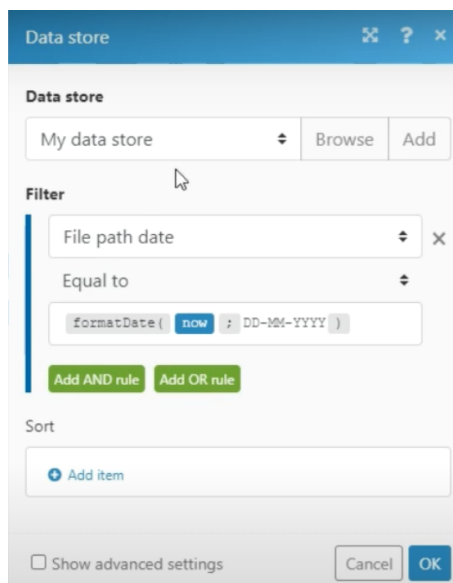 Data store ? ×
Data store
My data store Browse Add
Filter
File path date
Equal to
formatDate( now ; DD-MM-YYYY )
Add AND rule Add OR rule
Sort
Add item
Show advanced settings Cancel OK